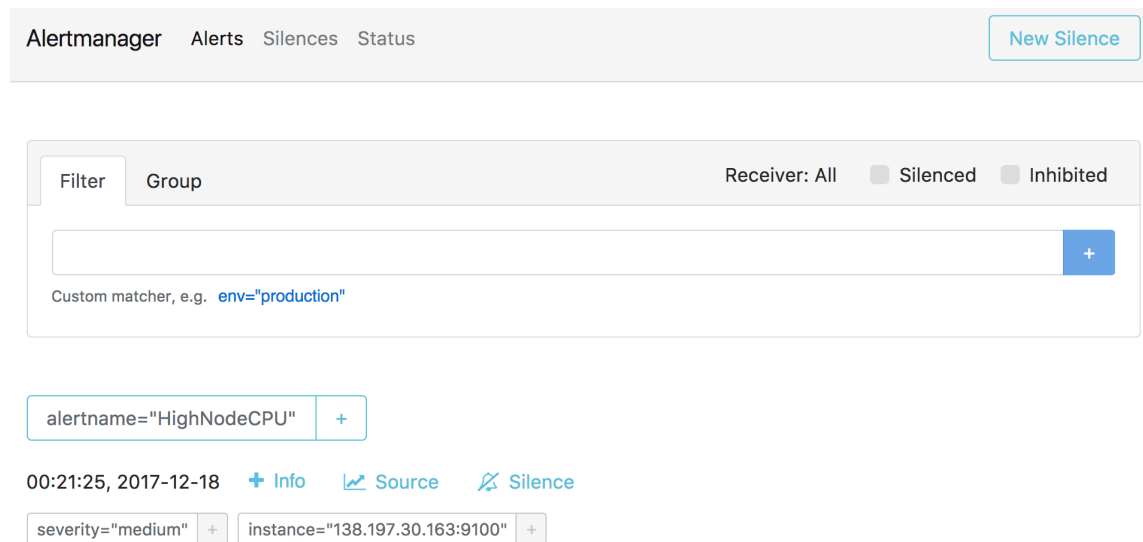 Alertmanager Alerts Silences Status New Silence
Filter Group Receiver: All Silenced Inhibited
+
Custom matcher, e.g. env="production"
alertname="HighNodeCPU" +
00:21:25, 2017-12-18 + Info Source Silence
severity="medium" + instance="138.197.30.163:9100" +